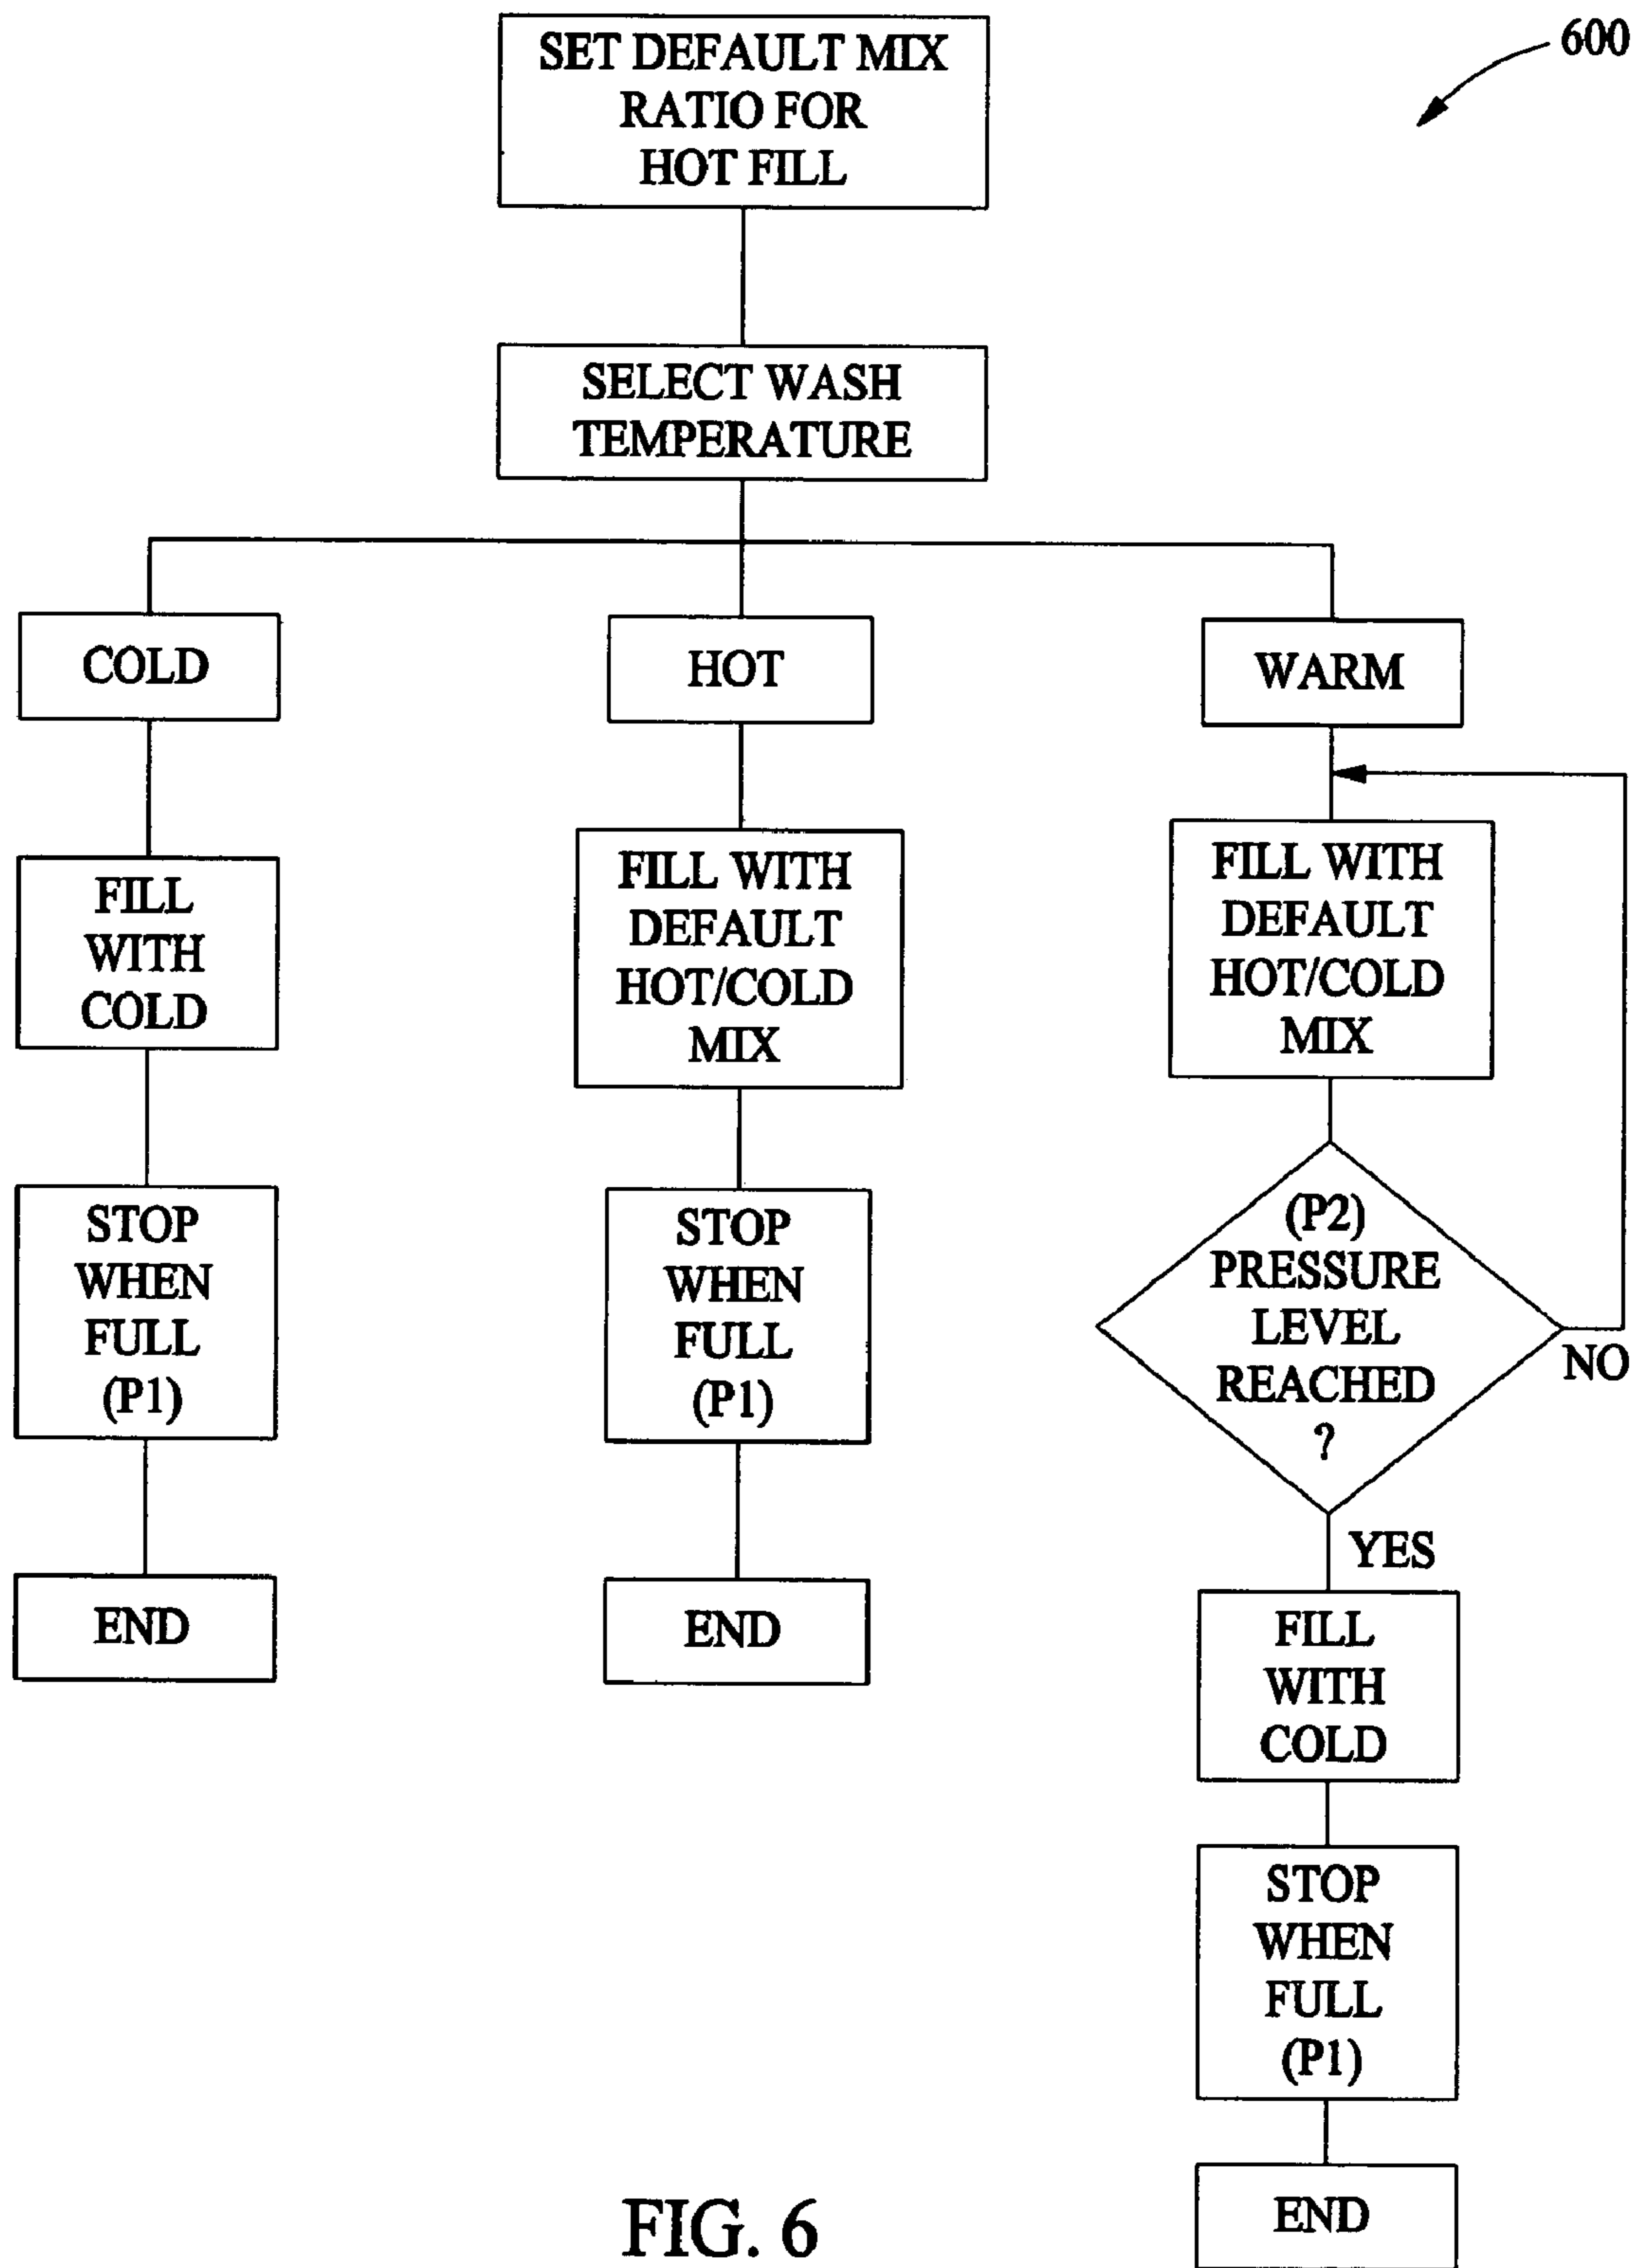 600
SET DEFAULT MIX
RATIO FOR
HOT FILL
SELECT WASH
TEMPERATURE
COLD
FILL
WITH
COLD
STOP
WHEN
FULL
(P1)
END
HOT
FILL WITH
DEFAULT
HOT/COLD
MIX
STOP
WHEN
FULL
(P1)
END
WARM
FILL WITH
DEFAULT
HOT/COLD
MIX
(P2)
PRESSURE
LEVEL
REACHED
?
NO
YES
FILL
WITH
COLD
STOP
WHEN
FULL
(P1)
END
FIG. 6